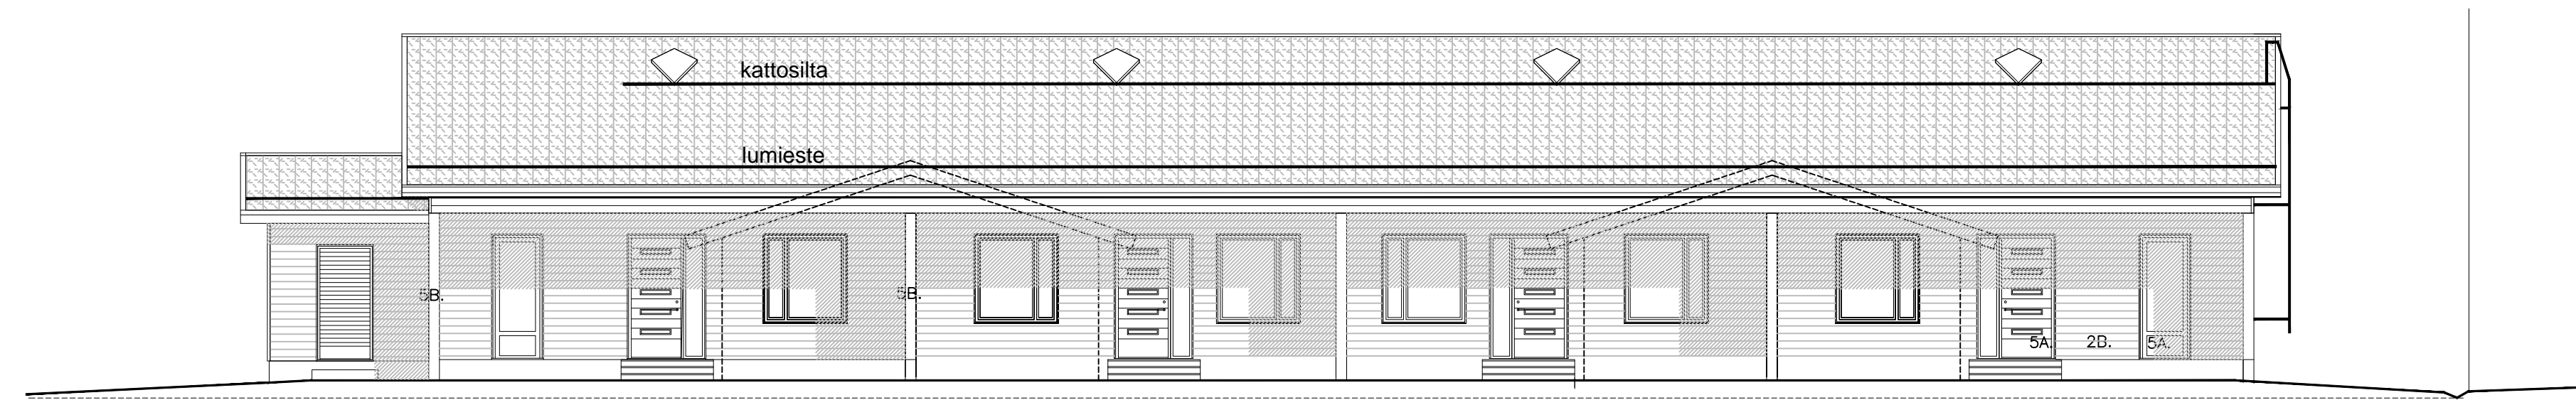 kattosilta
lumieste
5B.
5B.
5A.
2B.
5A.